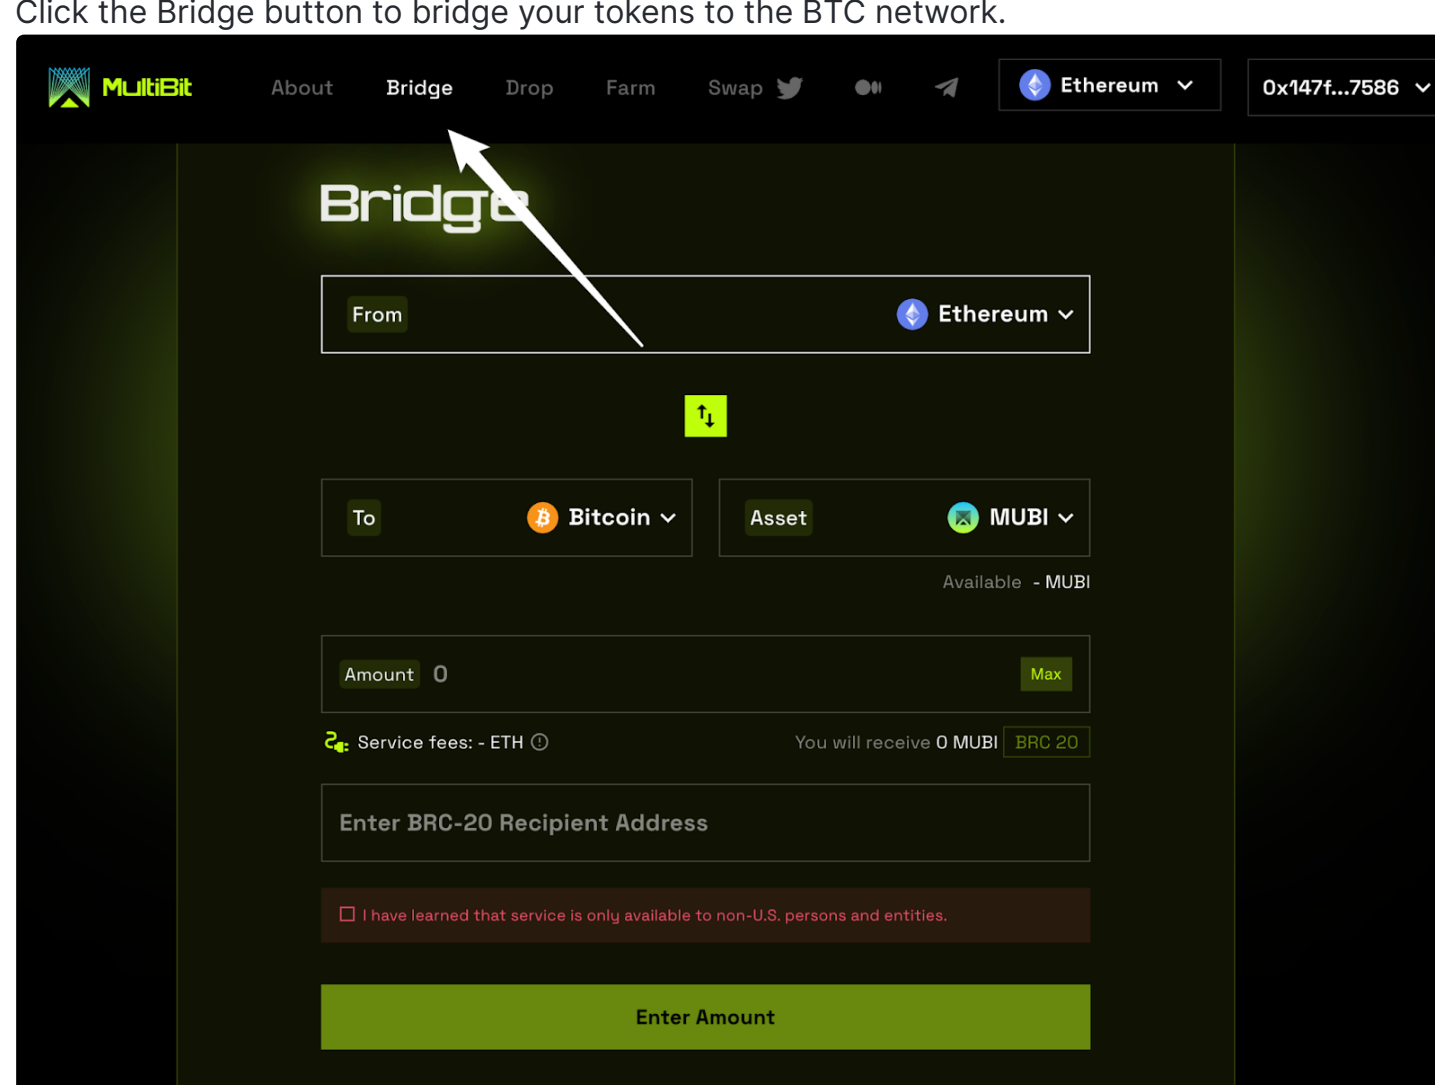 Click the Bridge button to bridge your tokens to the BTC network.
MultiBit About Bridge Drop Farm Swap Ethereum 0x147f...7586
Bridge
From Ethereum
To Bitcoin Asset MUBI
Available - MUBI
Amount 0 Max
Service fees: - ETH You will receive 0 MUBI BRC 20
Enter BRC-20 Recipient Address
I have learned that service is only available to non-U.S. persons and entities.
Enter Amount